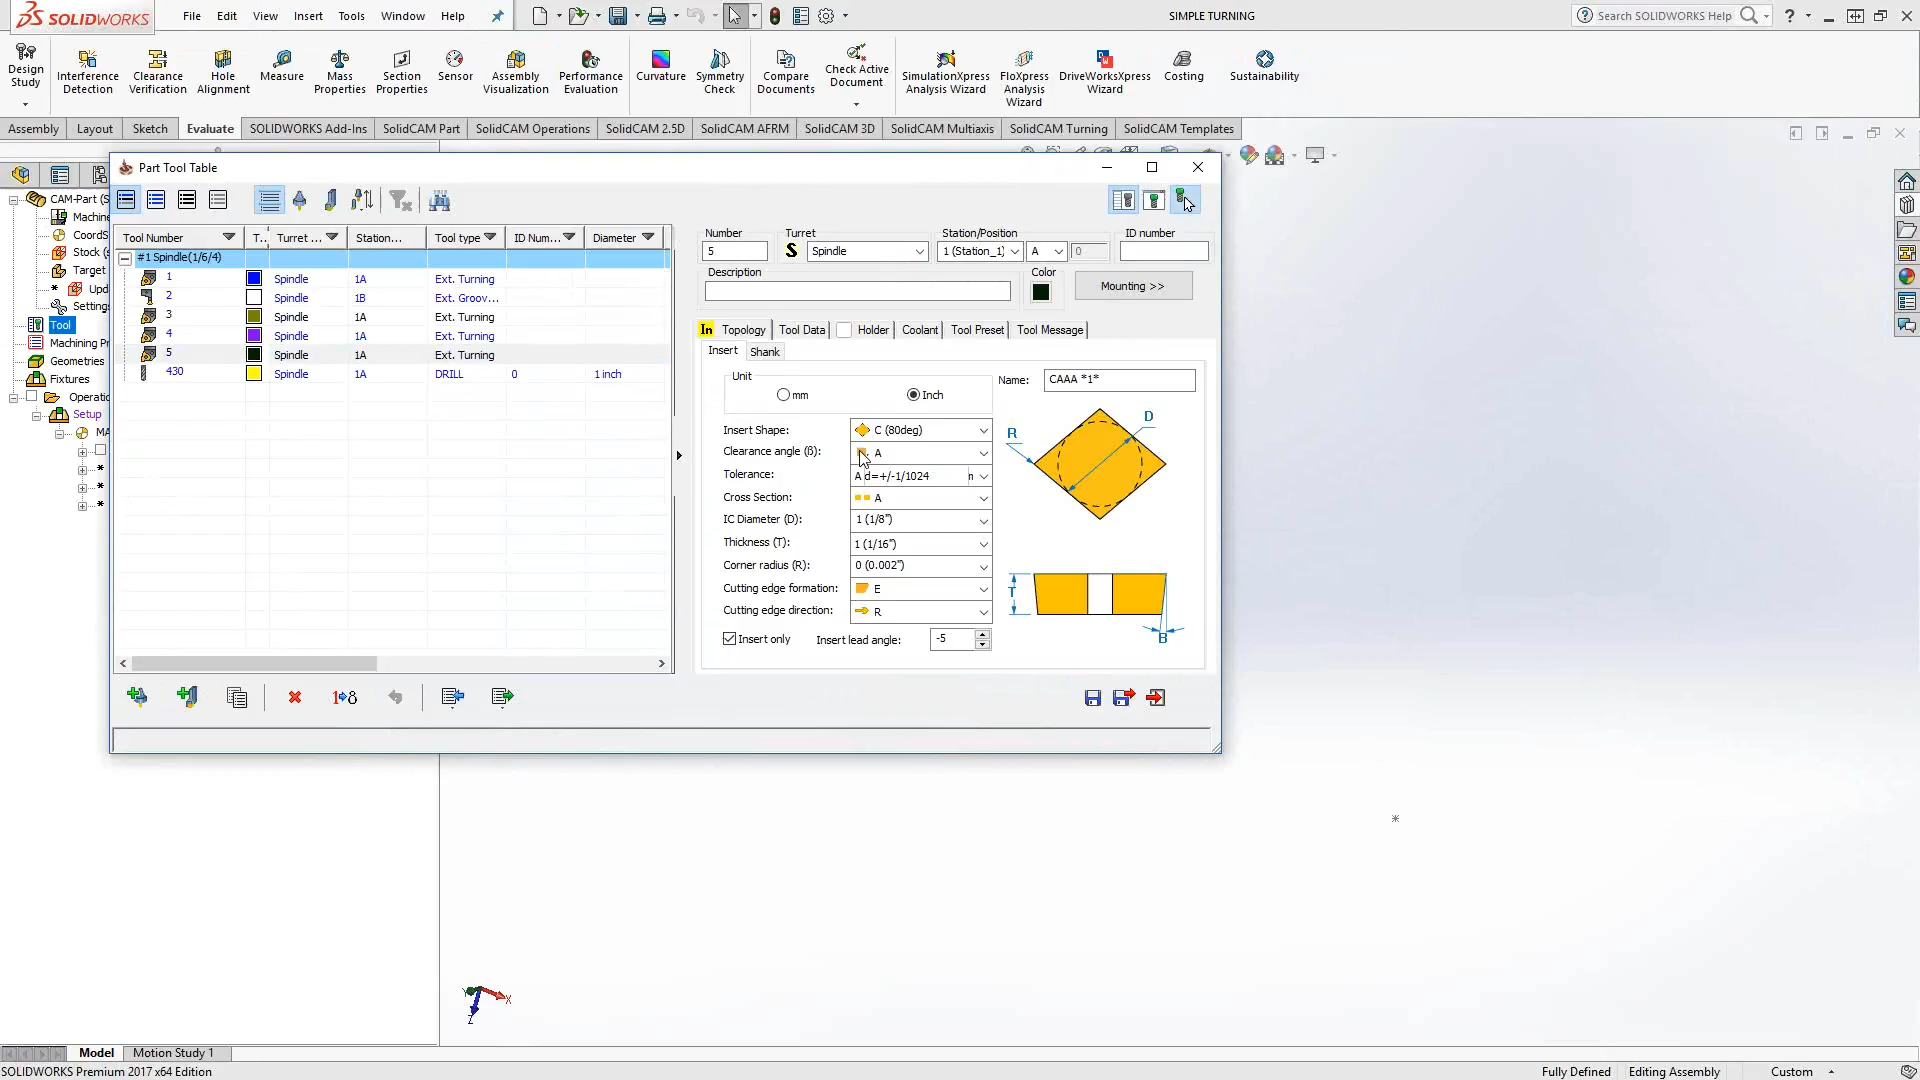 SOLIDWORKS
File Edit View Insert Tools Window Help
SIMPLE TURNING
Search SOLIDWORKS Help
Design Study
Interference Detection
Clearance Verification
Hole Alignment
Measure
Mass Properties
Section Properties
Sensor
Assembly Visualization
Performance Evaluation
Curvature
Symmetry Check
Compare Documents
Check Active Document
SimulationXpress Analysis Wizard
FloXpress Analysis Wizard
DriveWorksXpress Wizard
Costing
Sustainability
Assembly Layout Sketch Evaluate SOLIDWORKS Add-Ins SolidCAM Part SolidCAM Operations SolidCAM 2.5D SolidCAM AFRM SolidCAM 3D SolidCAM Multiaxis SolidCAM Turning SolidCAM Templates
CAM-Part (S
Machine
CoordS
Stock (s
Target
Upd
Settings
Tool
Machining Pr
Geometries
Fixtures
Operatio
Setup
MA
Part Tool Table
Tool Number T.. Turret ... Station... Tool type ID Num... Diameter
#1 Spindle(1/6/4)
1 Spindle 1A Ext. Turning
2 Spindle 1B Ext. Groov...
3 Spindle 1A Ext. Turning
4 Spindle 1A Ext. Turning
5 Spindle 1A Ext. Turning
430 Spindle 1A DRILL 0 1 inch
Number Turret Station/Position ID number
5 S Spindle 1 (Station_1) A 0
Description Color
Mounting >>
In Topology Tool Data Holder Coolant Tool Preset Tool Message
Insert Shank
Unit
mm Inch
Name: CAAA *1*
Insert Shape: C (80deg)
Clearance angle (ß): A
Tolerance: A d=+/-1/1024 n
Cross Section: A
IC Diameter (D): 1 (1/8")
Thickness (T): 1 (1/16")
Corner radius (R): 0 (0.002")
Cutting edge formation: E
Cutting edge direction: R
Insert only Insert lead angle: -5
R D
T
B
1 8
X
Y
Z
Model Motion Study 1
SOLIDWORKS Premium 2017 x64 Edition
Fully Defined Editing Assembly Custom